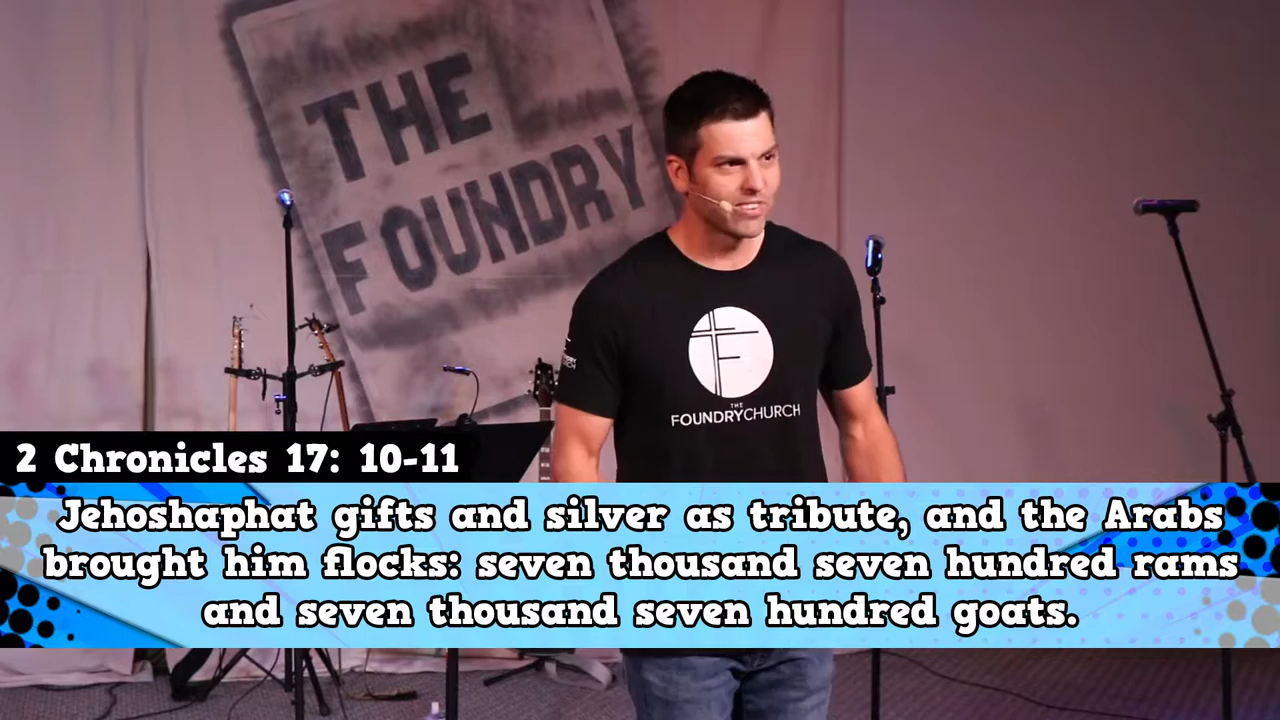 THE
FOUNDRY
THE
FOUNDRYCHURCH
2 Chronicles 17: 10-11
Jehoshaphat gifts and silver as tribute, and the Arabs
brought him flocks: seven thousand seven hundred rams
and seven thousand seven hundred goats.